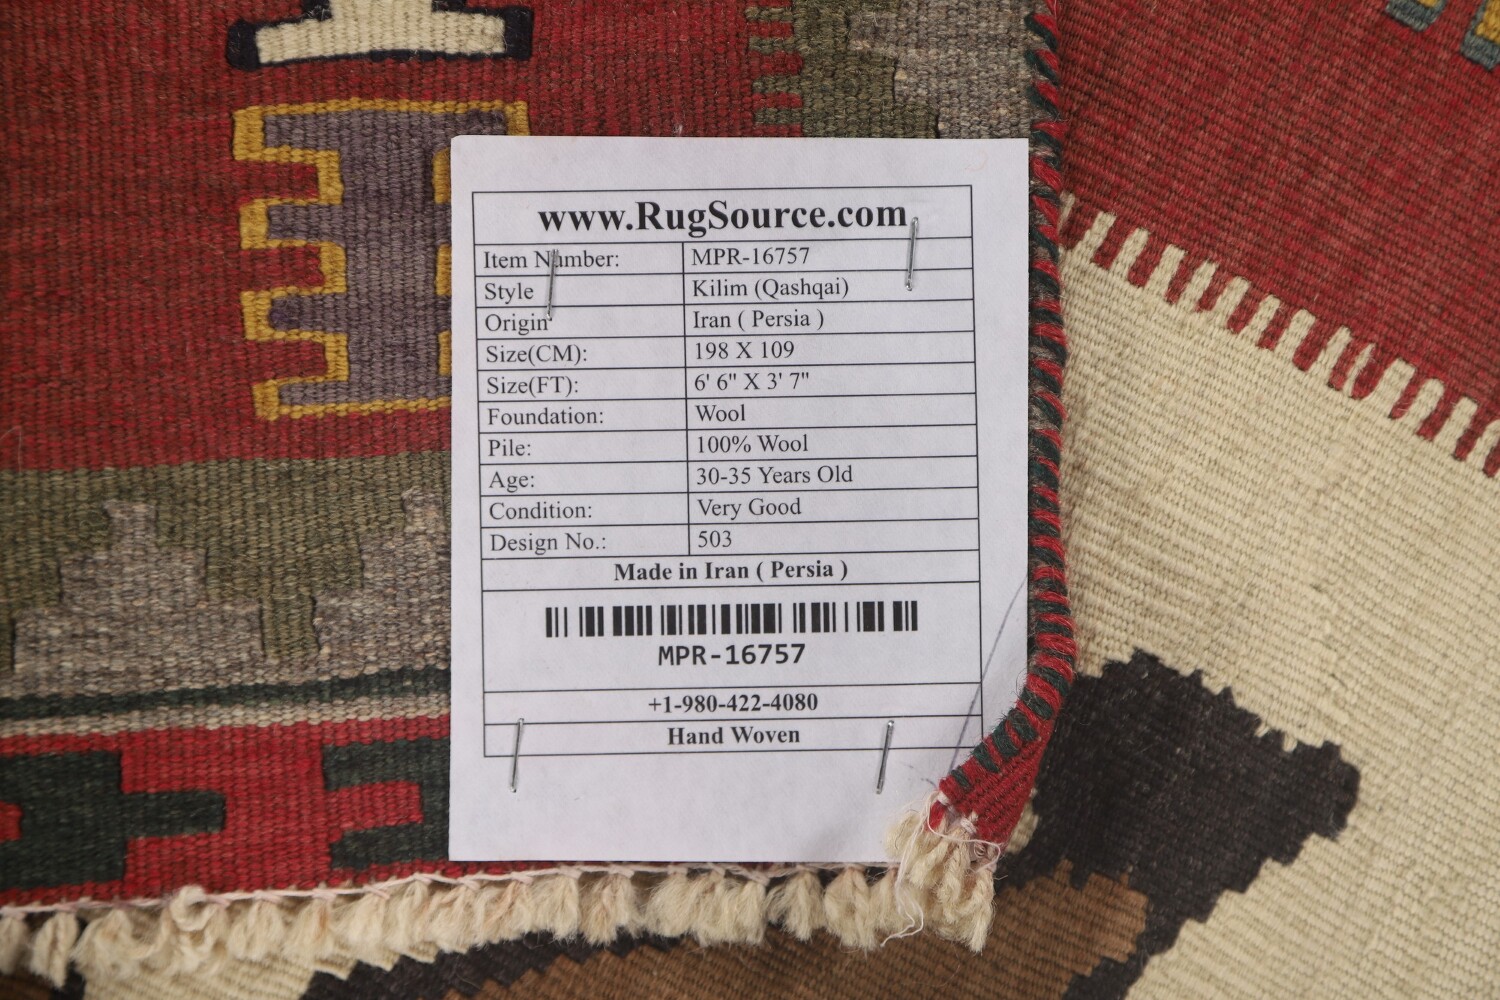 www.RugSource.com
Item Number: MPR-16757
Style Kilim (Qashqai)
Origin Iran ( Persia )
Size(CM): 198 X 109
Size(FT): 6' 6" X 3' 7"
Foundation: Wool
Pile: 100% Wool
Age: 30-35 Years Old
Condition: Very Good
Design No.: 503
Made in Iran ( Persia )
MPR-16757
+1-980-422-4080
Hand Woven